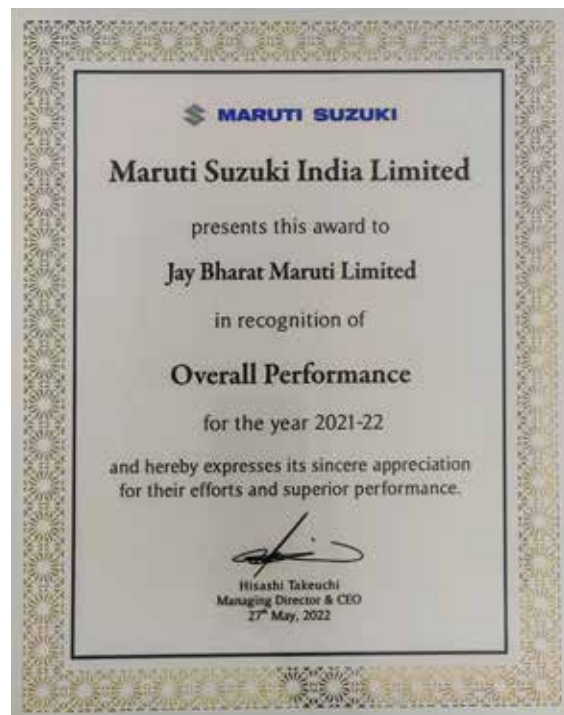 MARUTI SUZUKI
Maruti Suzuki India Limited
presents this award to
Jay Bharat Maruti Limited
in recognition of
Overall Performance
for the year 2021-22
and hereby expresses its sincere appreciation
for their efforts and superior performance.
Hisashi Takeuchi
Managing Director & CEO
27th May, 2022